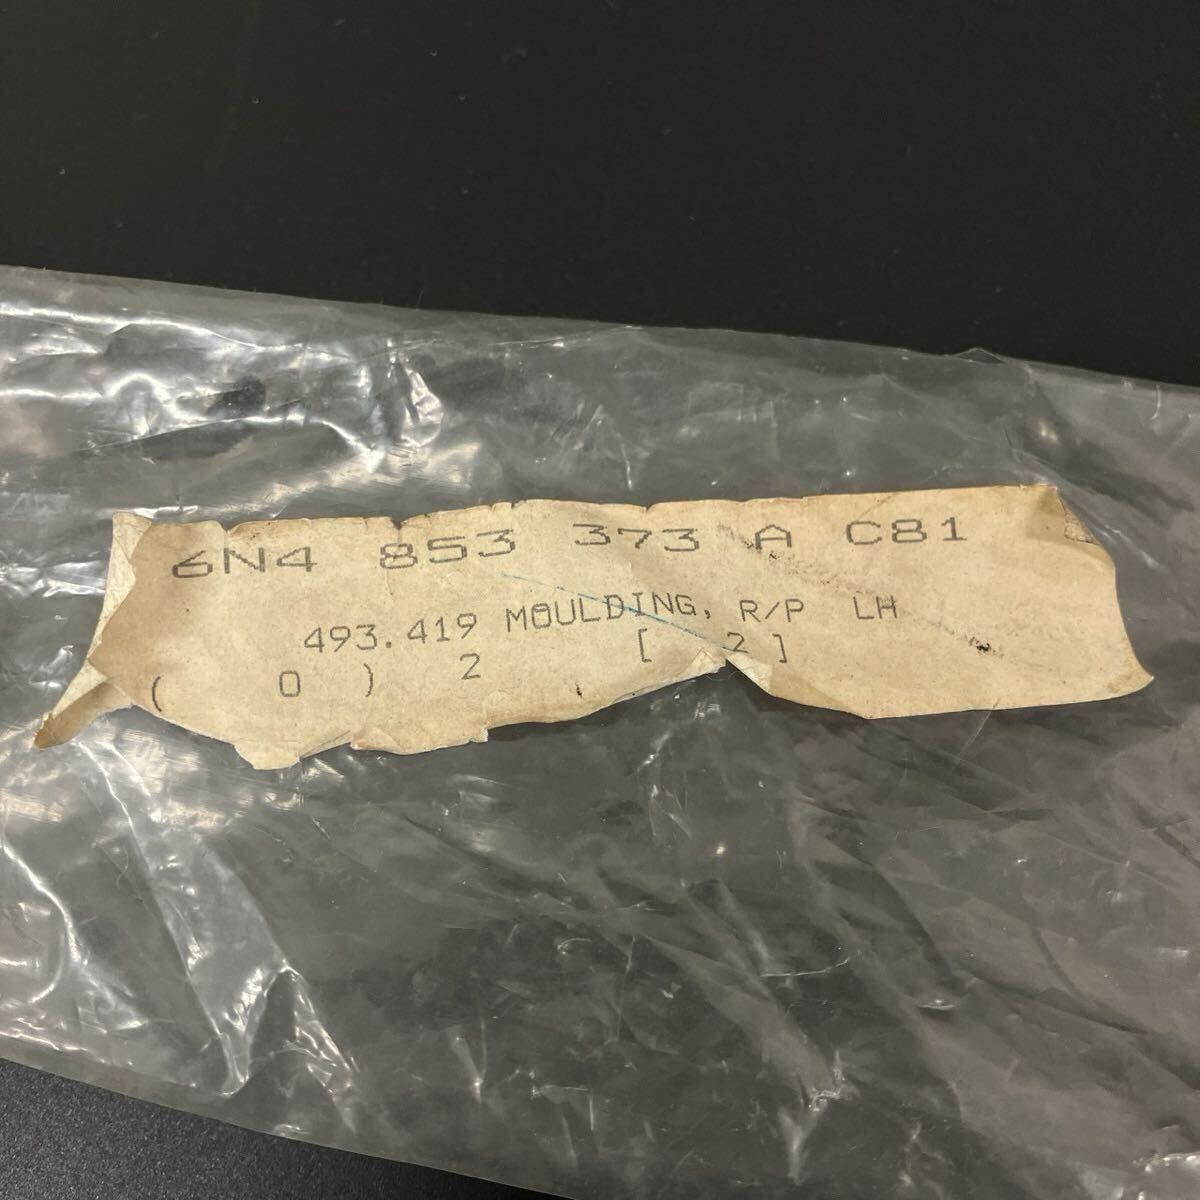 6N4 853 373 A C81
493.419 MOULDING, R/P LH
( 0 ) 2 [ 2 ]